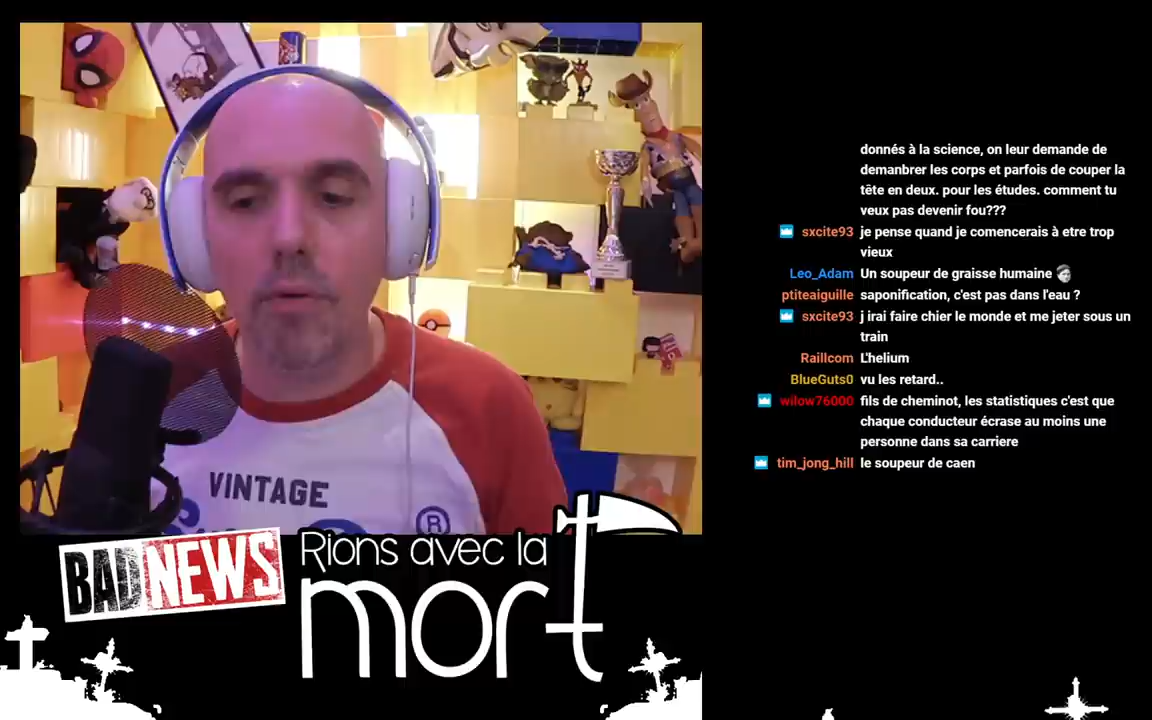 donnés à la science, on leur demande de
demanbrer les corps et parfois de couper la
tête en deux. pour les études. comment tu
veux pas devenir fou???
sxcite93 je pense quand je comencerais à etre trop
vieux
Leo_Adam Un soupeur de graisse humaine
ptiteaiguille saponification, c'est pas dans l'eau ?
sxcite93 j irai faire chier le monde et me jeter sous un
train
Raillcom L'helium
BlueGuts0 vu les retard..
wilow76000 fils de cheminot, les statistiques c'est que
chaque conducteur écrase au moins une
personne dans sa carriere
tim_jong_hill le soupeur de caen
VINTAGE
®
BAD NEWS
Rions avec la
mort